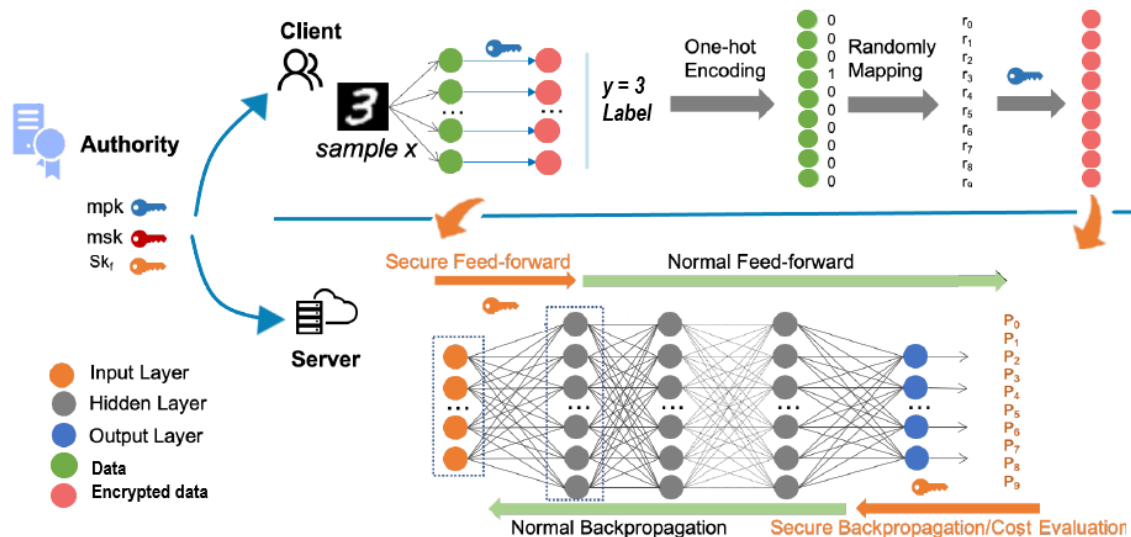 Client
Authority
mpk
msk
Skf
Server
3
sample x
...
...
y = 3
Label
One-hot
Encoding
0
0
0
1
0
0
0
0
0
0
Randomly
Mapping
r0
r1
r2
r3
r4
r5
r6
r7
r8
r9
Secure Feed-forward
Normal Feed-forward
...
...
...
...
...
P0
P1
P2
P3
P4
P5
P6
P7
P8
P9
Normal Backpropagation
Secure Backpropagation/Cost Evaluation
Input Layer
Hidden Layer
Output Layer
Data
Encrypted data